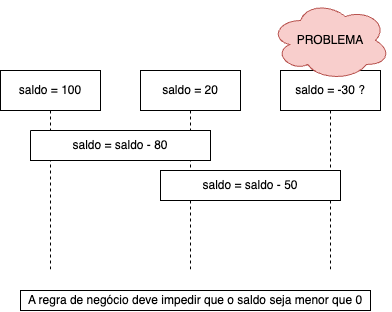 PROBLEMA
saldo = 100
saldo = 20
saldo = -30 ?
saldo = saldo - 80
saldo = saldo - 50
A regra de negócio deve impedir que o saldo seja menor que 0